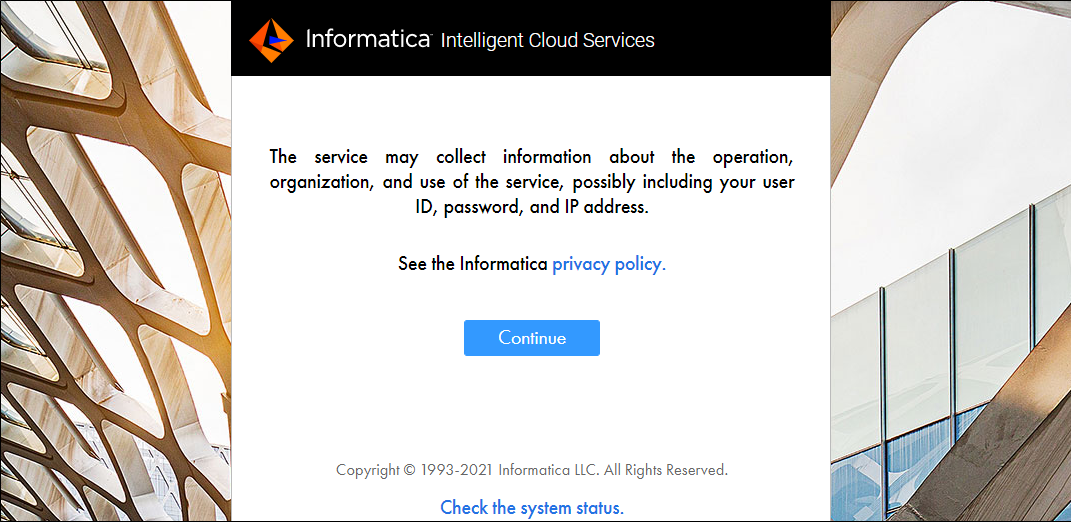 Informatica Intelligent Cloud Services
The service may collect information about the operation,
organization, and use of the service, possibly including your user
ID, password, and IP address.
See the Informatica privacy policy.
Continue
Copyright © 1993-2021 Informatica LLC. All Rights Reserved.
Check the system status.